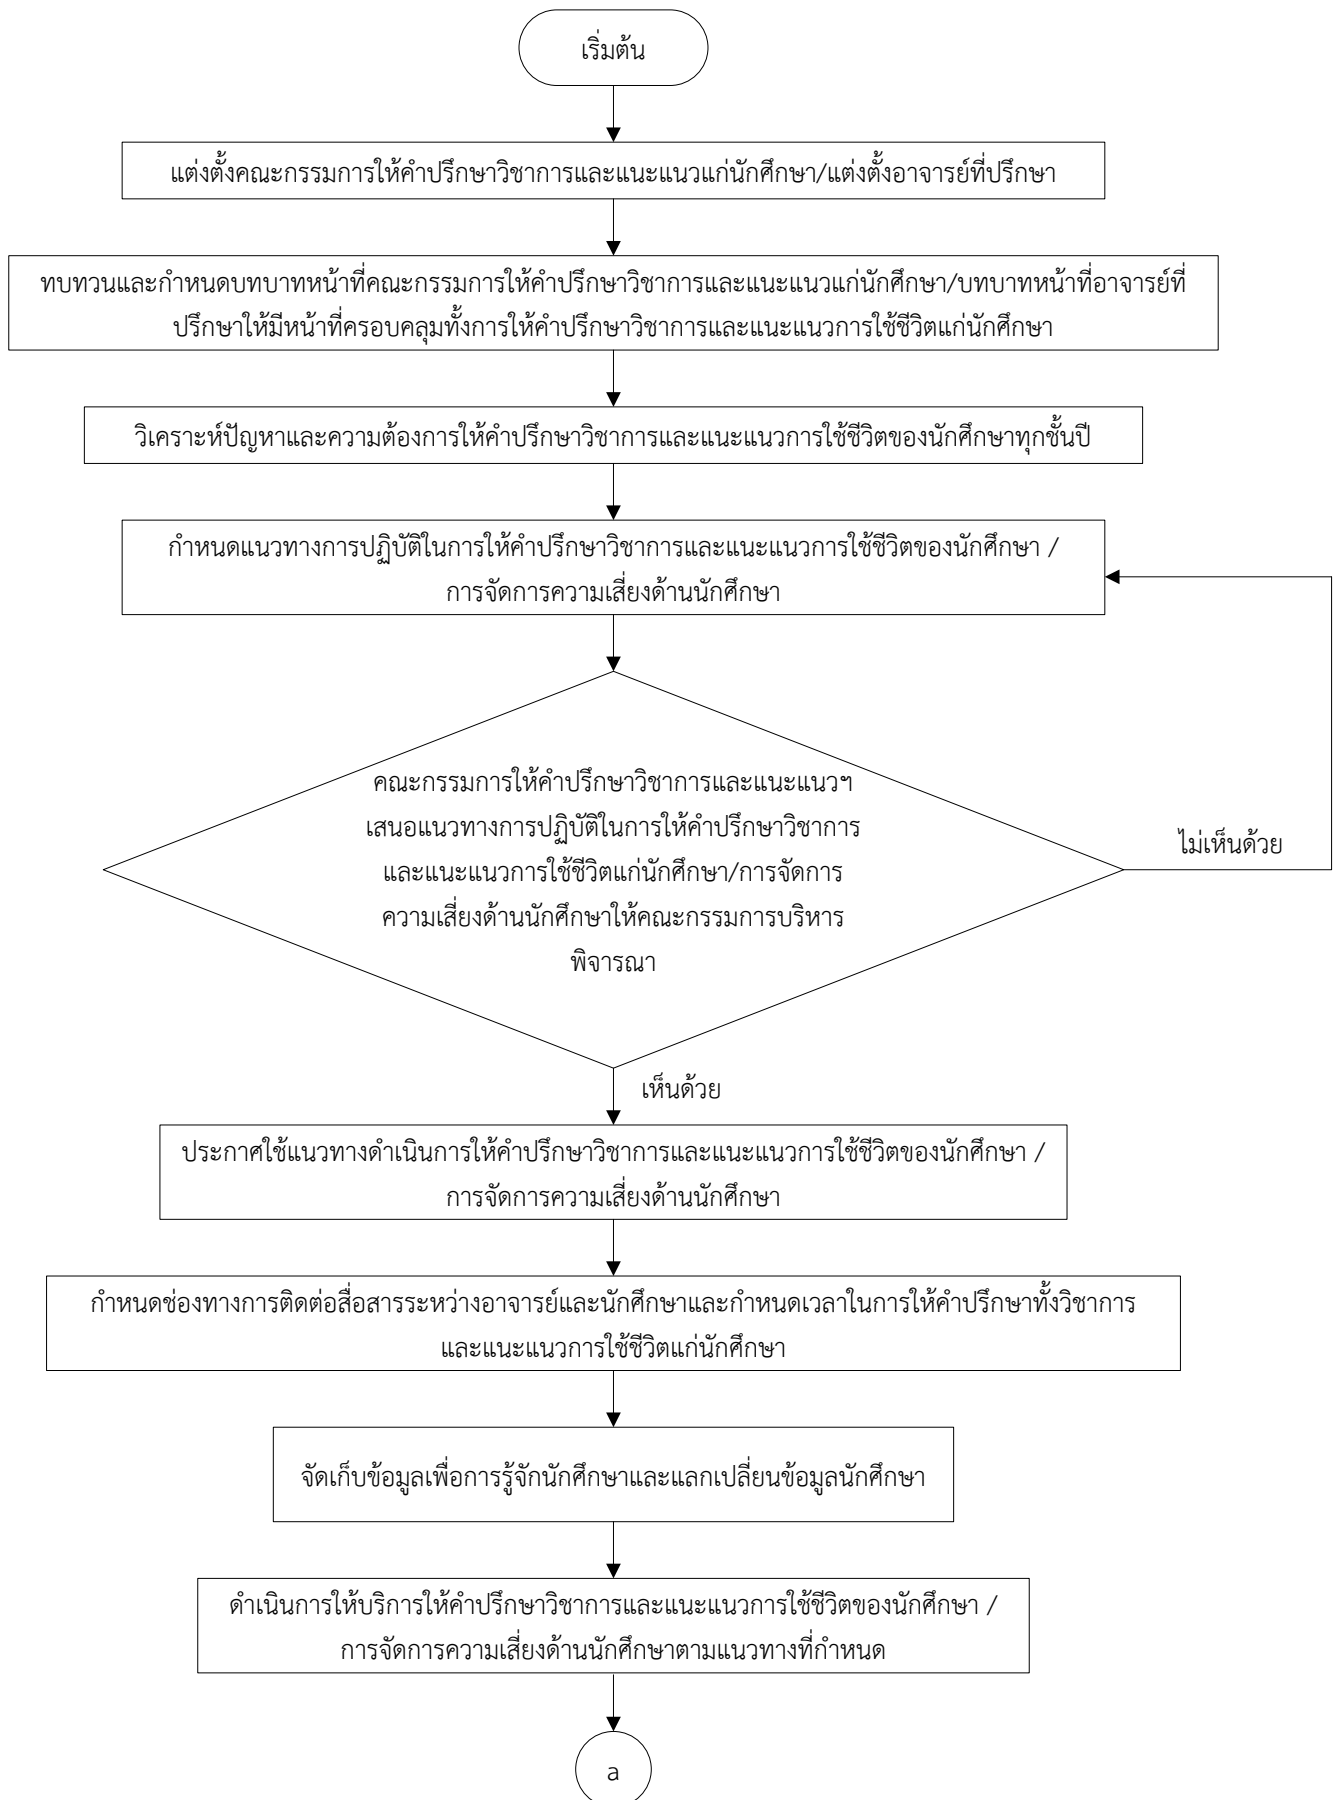 เริ่มต้น
แต่งตั้งคณะกรรมการให้คำปรึกษาวิชาการและแนะแนวแก่นักศึกษา/แต่งตั้งอาจารย์ที่ปรึกษา
ทบทวนและกำหนดบทบาทหน้าที่คณะกรรมการให้คำปรึกษาวิชาการและแนะแนวแก่นักศึกษา/บทบาทหน้าที่อาจารย์ที่
ปรึกษาให้มีหน้าที่ครอบคลุมทั้งการให้คำปรึกษาวิชาการและแนะแนวการใช้ชีวิตแก่นักศึกษา
วิเคราะห์ปัญหาและความต้องการให้คำปรึกษาวิชาการและแนะแนวการใช้ชีวิตของนักศึกษาทุกชั้นปี
กำหนดแนวทางการปฏิบัติในการให้คำปรึกษาวิชาการและแนะแนวการใช้ชีวิตของนักศึกษา /
การจัดการความเสี่ยงด้านนักศึกษา
คณะกรรมการให้คำปรึกษาวิชาการและแนะแนวฯ
เสนอแนวทางการปฏิบัติในการให้คำปรึกษาวิชาการ
และแนะแนวการใช้ชีวิตแก่นักศึกษา/การจัดการ
ความเสี่ยงด้านนักศึกษาให้คณะกรรมการบริหาร
พิจารณา
ไม่เห็นด้วย
เห็นด้วย
ประกาศใช้แนวทางดำเนินการให้คำปรึกษาวิชาการและแนะแนวการใช้ชีวิตของนักศึกษา /
การจัดการความเสี่ยงด้านนักศึกษา
กำหนดช่องทางการติดต่อสื่อสารระหว่างอาจารย์และนักศึกษาและกำหนดเวลาในการให้คำปรึกษาทั้งวิชาการ
และแนะแนวการใช้ชีวิตแก่นักศึกษา
จัดเก็บข้อมูลเพื่อการรู้จักนักศึกษาและแลกเปลี่ยนข้อมูลนักศึกษา
ดำเนินการให้บริการให้คำปรึกษาวิชาการและแนะแนวการใช้ชีวิตของนักศึกษา /
การจัดการความเสี่ยงด้านนักศึกษาตามแนวทางที่กำหนด
a